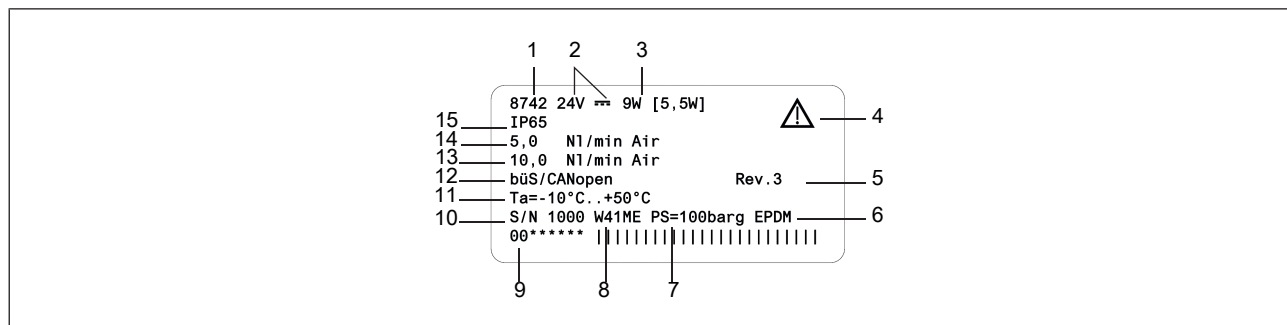 1 2 3
8742 24V ⎓ 9W [5,5W]
4
15 IP65
14 5,0 Nl/min Air
13 10,0 Nl/min Air
12 büS/CANopen Rev.3 5
11 Ta=-10°C..+50°C
10 S/N 1000 W41ME PS=100barg EPDM 6
00******
9 8 7